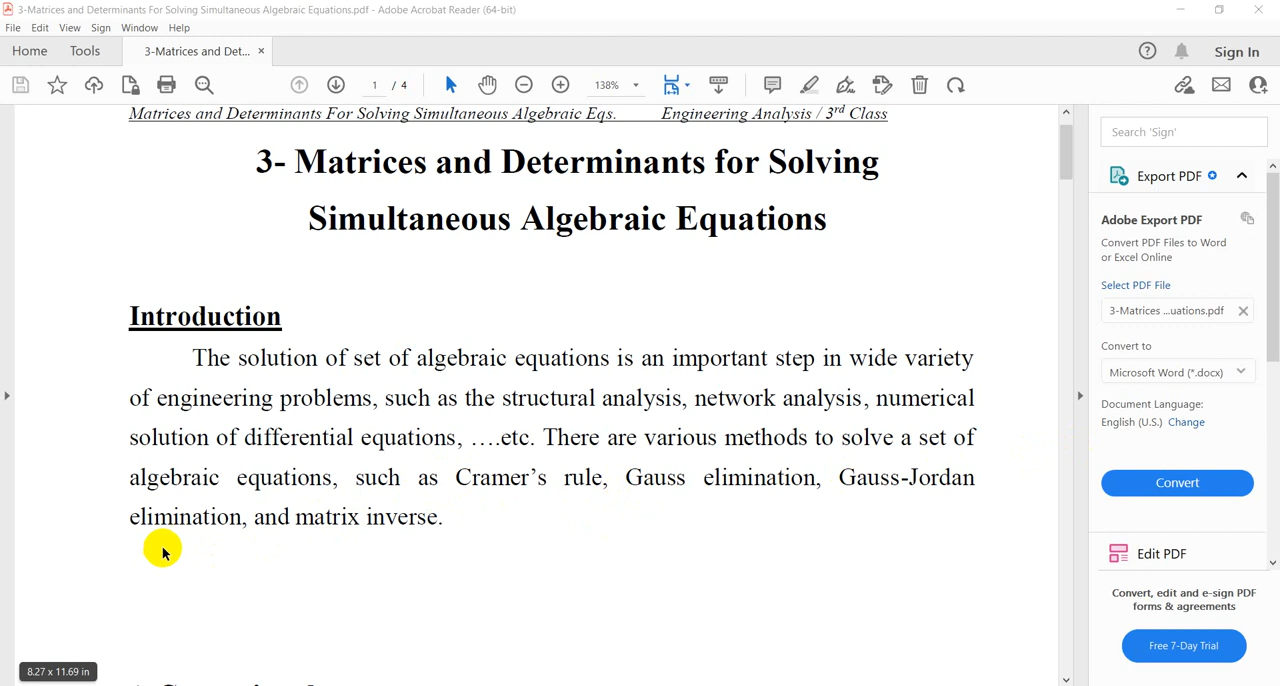 3-Matrices and Determinants For Solving Simultaneous Algebraic Equations.pdf - Adobe Acrobat Reader (64-bit)
File Edit View Sign Window Help
Home Tools 3-Matrices and Det... × Sign In
1 / 4 138%
Matrices and Determinants For Solving Simultaneous Algebraic Eqs. Engineering Analysis / 3rd Class
3- Matrices and Determinants for Solving
Simultaneous Algebraic Equations
Introduction
The solution of set of algebraic equations is an important step in wide variety
of engineering problems, such as the structural analysis, network analysis, numerical
solution of differential equations, ….etc. There are various methods to solve a set of
algebraic equations, such as Cramer’s rule, Gauss elimination, Gauss-Jordan
elimination, and matrix inverse.
8.27 x 11.69 in
Search 'Sign'
Export PDF
Adobe Export PDF
Convert PDF Files to Word
or Excel Online
Select PDF File
3-Matrices ...uations.pdf
Convert to
Microsoft Word (*.docx)
Document Language:
English (U.S.) Change
Convert
Edit PDF
Convert, edit and e-sign PDF
forms & agreements
Free 7-Day Trial